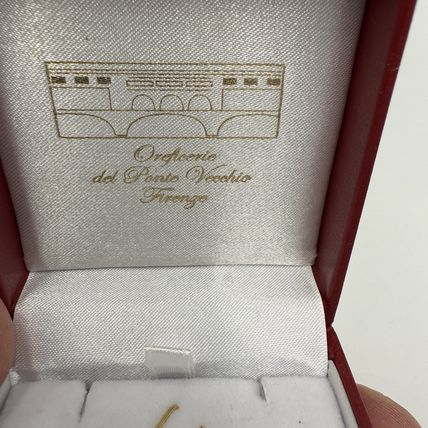 Oreficerie
del Ponte Vecchio
Firenze